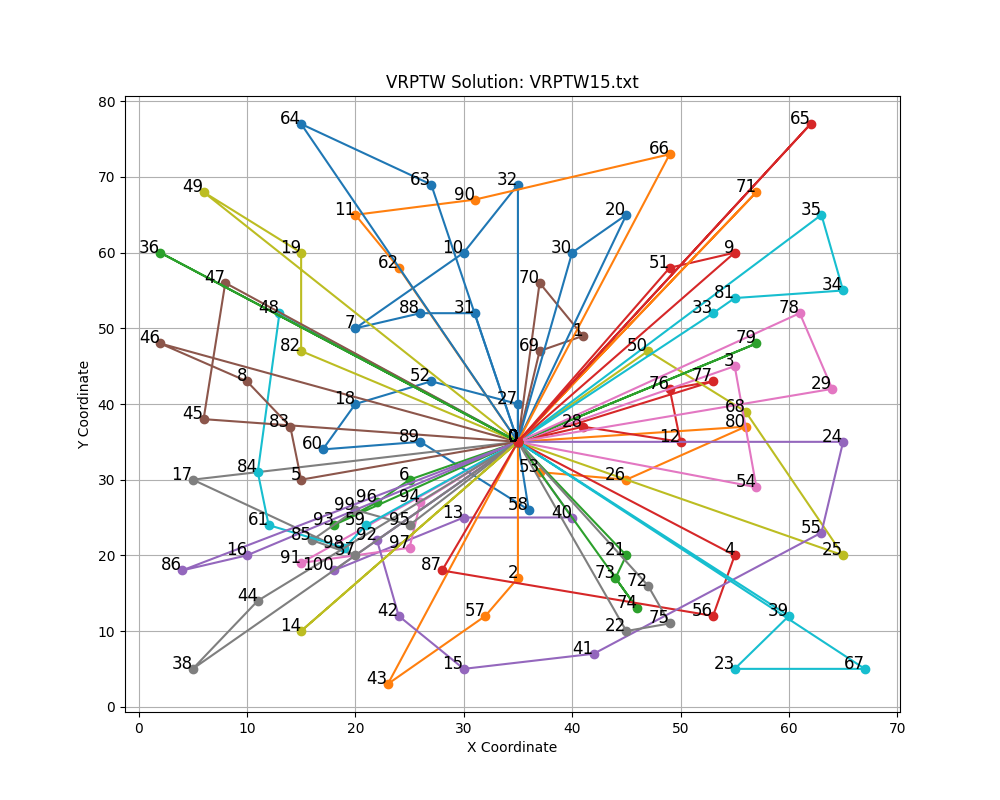 VRPTW Solution: VRPTW15.txt
80
70
60
50
40
30
20
10
0
Y Coordinate
0 10 20 30 40 50 60 70
X Coordinate
64 65
66
63 32
49 90 71
11 20 35
36 19 10 30 9
62 51
47 70 34
48 88 31 33 81 78
7
46 82 69 1 50 79
8 52 3
76 77 29
45 18 27 68
83 28 80
60 89 0 12 24
17 84 5 6 53 26 54
99 96 94 58
61 93 59 95 13 40
85 98 92 55
86 16 91 37 97 21 4 25
100 87 2 73
44 72
42 57 74 56 39
14 22 75
38 43 15 41 23 67